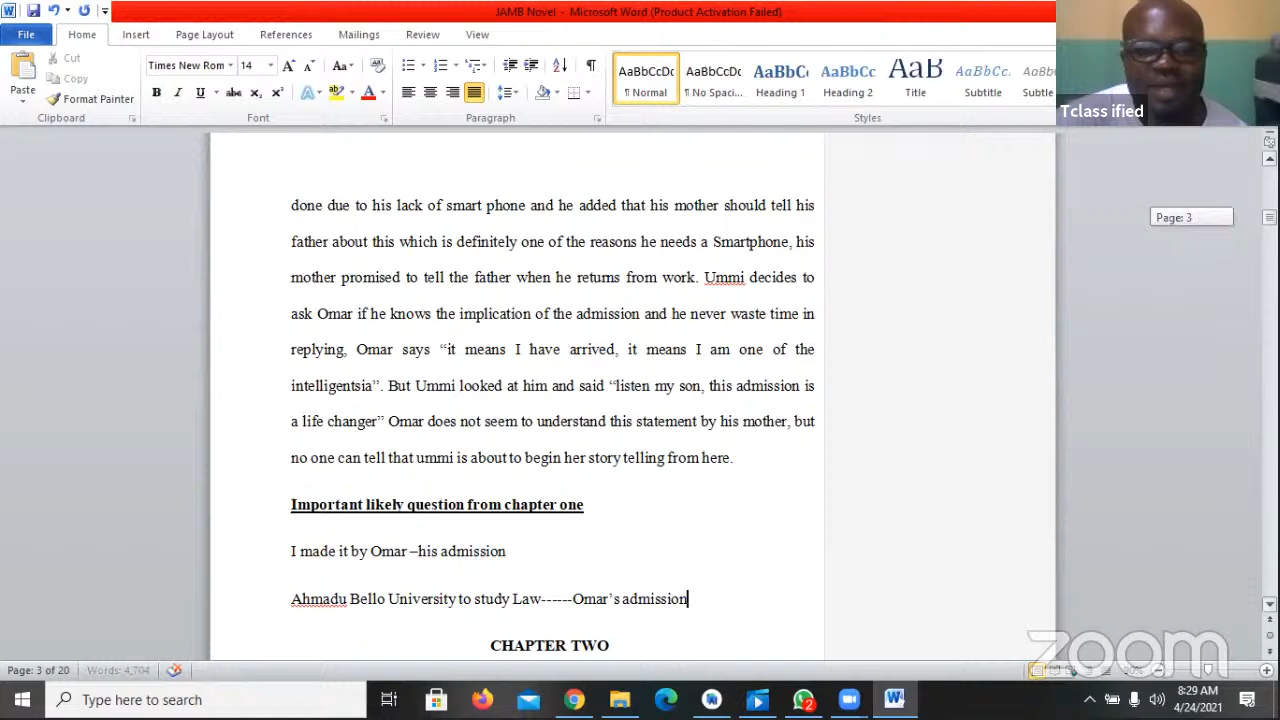 JAMB Novel - Microsoft Word (Product Activation Failed)
File Home Insert Page Layout References Mailings Review View
Cut
Copy
Format Painter
Paste
Times New Rom 14
AaBbCcDc AaBbCcDc AaBbC AaBbCc AaB AaBbCcD
¶ Normal ¶ No Spaci... Heading 1 Heading 2 Title Subtitle Subtle
Clipboard Font Paragraph Styles
Tclass ified
Page: 3
done due to his lack of smart phone and he added that his mother should tell his
father about this which is definitely one of the reasons he needs a Smartphone, his
mother promised to tell the father when he returns from work. Ummi decides to
ask Omar if he knows the implication of the admission and he never waste time in
replying, Omar says “it means I have arrived, it means I am one of the
intelligentsia”. But Ummi looked at him and said “listen my son, this admission is
a life changer” Omar does not seem to understand this statement by his mother, but
no one can tell that ummi is about to begin her story telling from here.
Important likely question from chapter one
I made it by Omar –his admission
Ahmadu Bello University to study Law------Omar’s admission
CHAPTER TWO
zoom
Page: 3 of 20 Words: 4,704
Type here to search
2
8:29 AM
4/24/2021